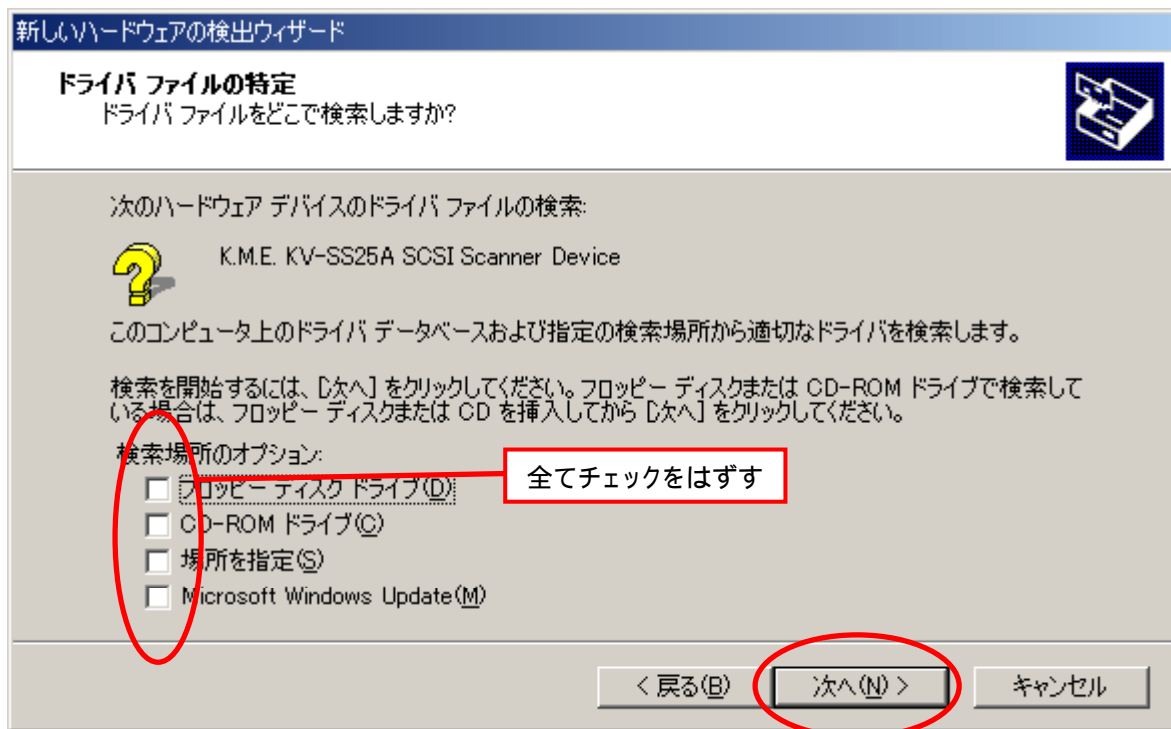 新しいハードウェアの検出ウィザード
ドライバ ファイルの特定
ドライバ ファイルをどこで検索しますか?
次のハードウェア デバイスのドライバ ファイルの検索:
K.M.E. KV-SS25A SCSI Scanner Device
このコンピュータ上のドライバ データベースおよび指定の検索場所から適切なドライバを検索します。
検索を開始するには、[次へ] をクリックしてください。フロッピー ディスクまたは CD-ROM ドライブで検索して
いる場合は、フロッピー ディスクまたは CD を挿入してから [次へ] をクリックしてください。
検索場所のオプション:
全てチェックをはずす
フロッピー ディスク ドライブ(D)
CD-ROM ドライブ(C)
場所を指定(S)
Microsoft Windows Update(M)
< 戻る(B)
次へ(N) >
キャンセル